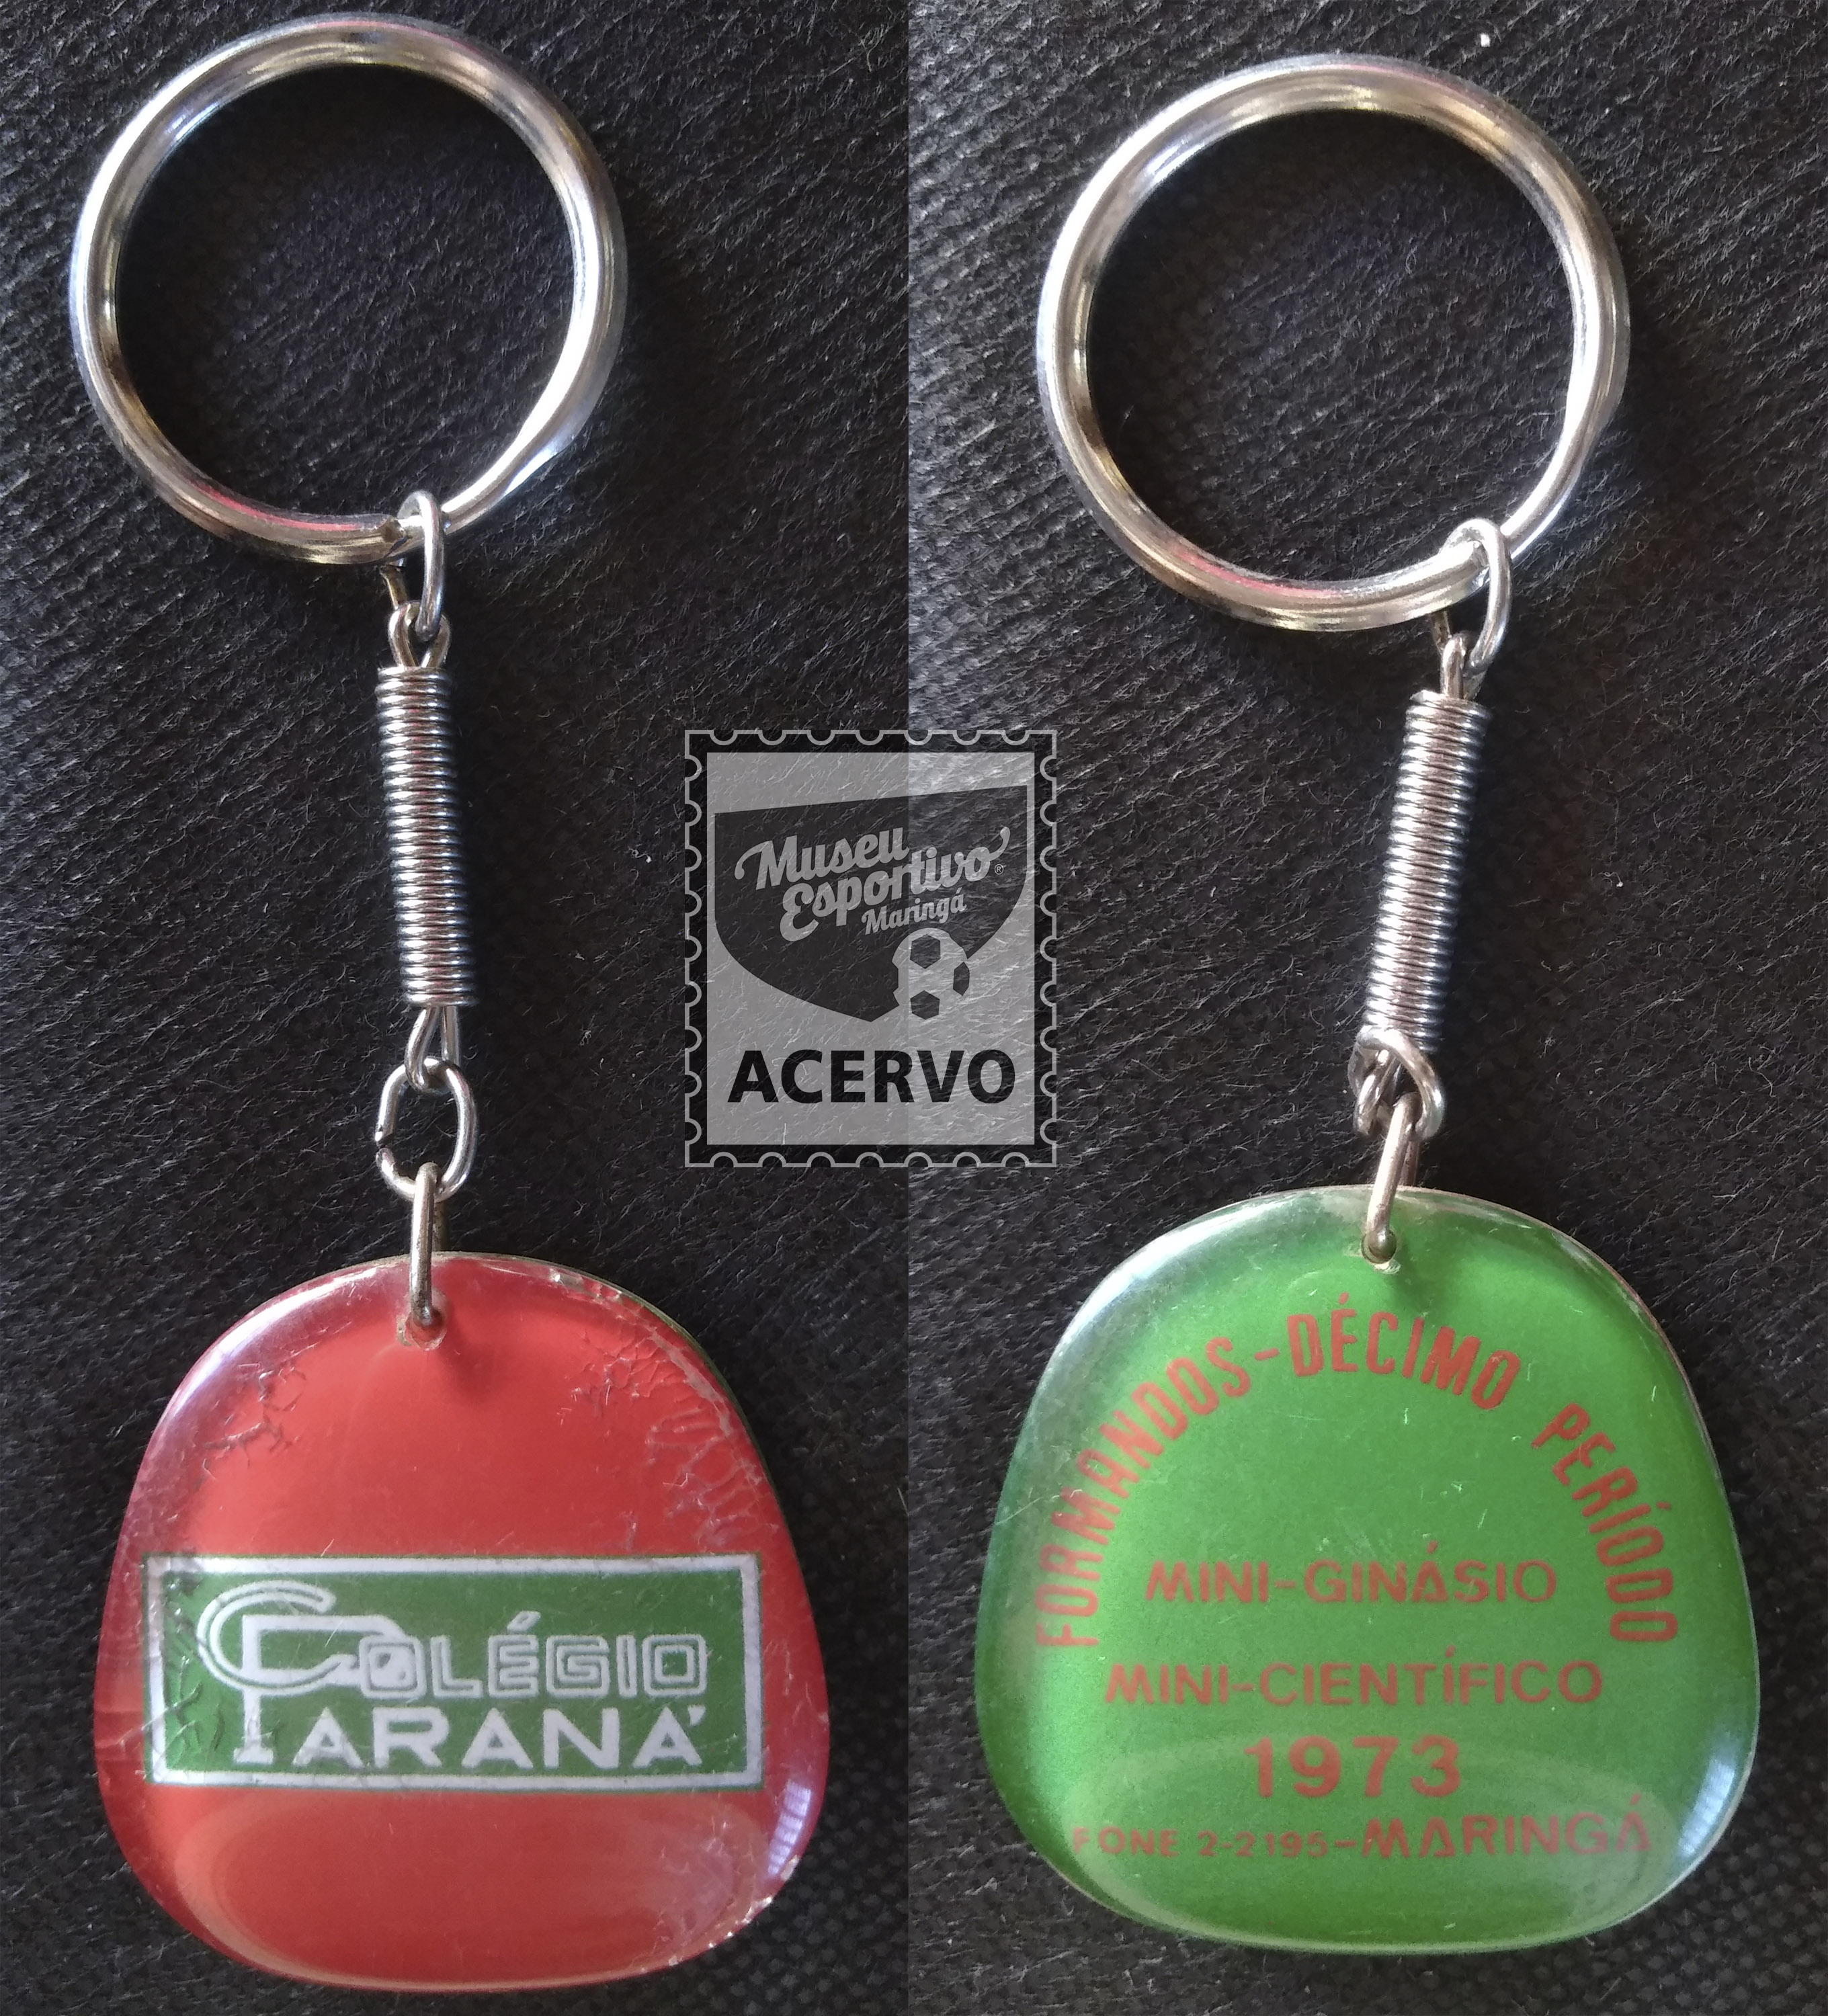 Museu
Esportivo®
Maringá
ACERVO
COLÉGIO
PARANÁ
FORMANDOS-DÉCIMO PERÍODO
MINI-GINÁSIO
MINI-CIENTÍFICO
1973
FONE 2-2195-MARINGÁ